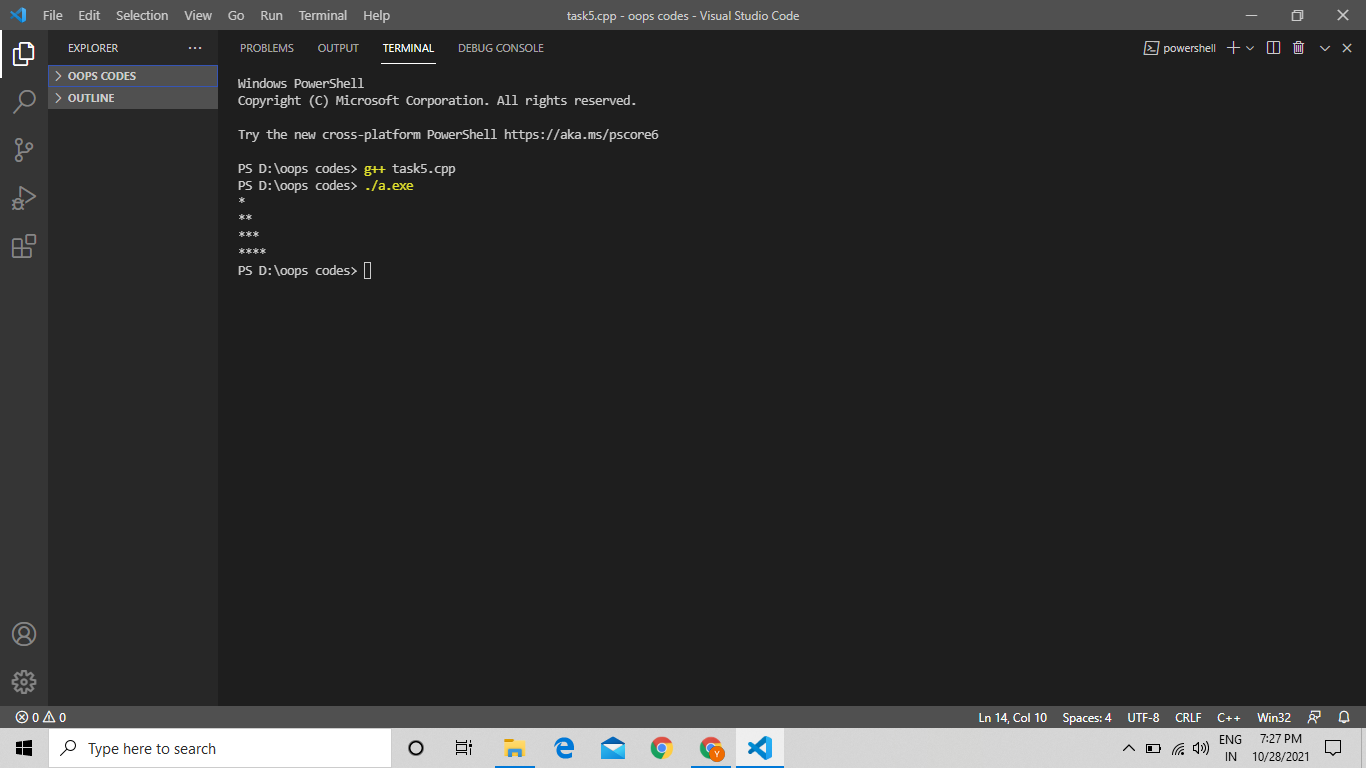 File Edit Selection View Go Run Terminal Help
task5.cpp - oops codes - Visual Studio Code
EXPLORER ...
OOPS CODES
OUTLINE
PROBLEMS OUTPUT TERMINAL DEBUG CONSOLE
powershell
Windows PowerShell
Copyright (C) Microsoft Corporation. All rights reserved.
Try the new cross-platform PowerShell https://aka.ms/pscore6
PS D:\oops codes> g++ task5.cpp
PS D:\oops codes> ./a.exe
*
**
***
****
PS D:\oops codes>
0 0
Ln 14, Col 10 Spaces: 4 UTF-8 CRLF C++ Win32
Type here to search
Y
ENG
IN
7:27 PM
10/28/2021